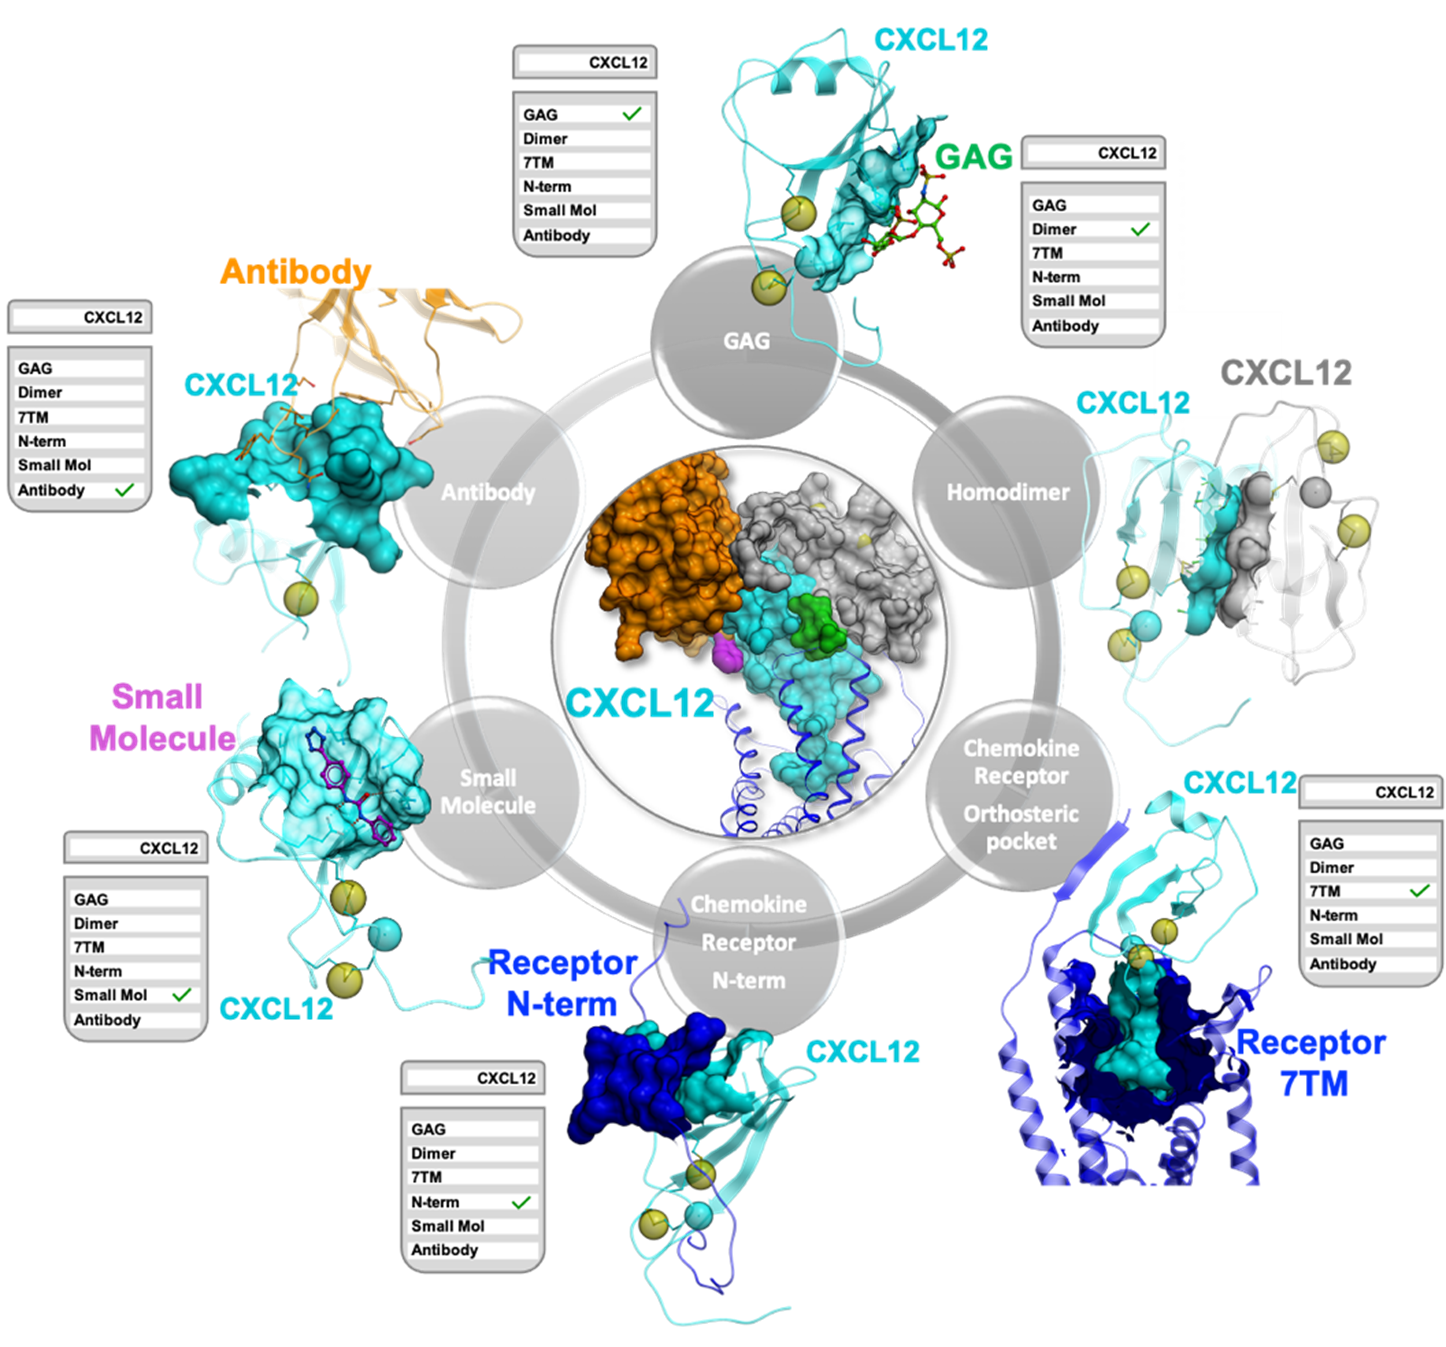 CXCL12
CXCL12
GAG
Dimer
7TM
N-term
Small Mol
Antibody
GAG
CXCL12
GAG
Dimer
7TM
N-term
Small Mol
Antibody
Antibody
CXCL12
GAG
Dimer
7TM
N-term
Small Mol
Antibody
CXCL12
GAG
Antibody
Homodimer
CXCL12
CXCL12
CXCL12
Small
Molecule
Small
Molecule
Chemokine
Receptor
Orthosteric
pocket
CXCL12
CXCL12
GAG
Dimer
7TM
N-term
Small Mol
Antibody
CXCL12
GAG
Dimer
7TM
N-term
Small Mol
Antibody
CXCL12
Chemokine
Receptor
N-term
Receptor
N-term
CXCL12
Receptor
7TM
CXCL12
GAG
Dimer
7TM
N-term
Small Mol
Antibody